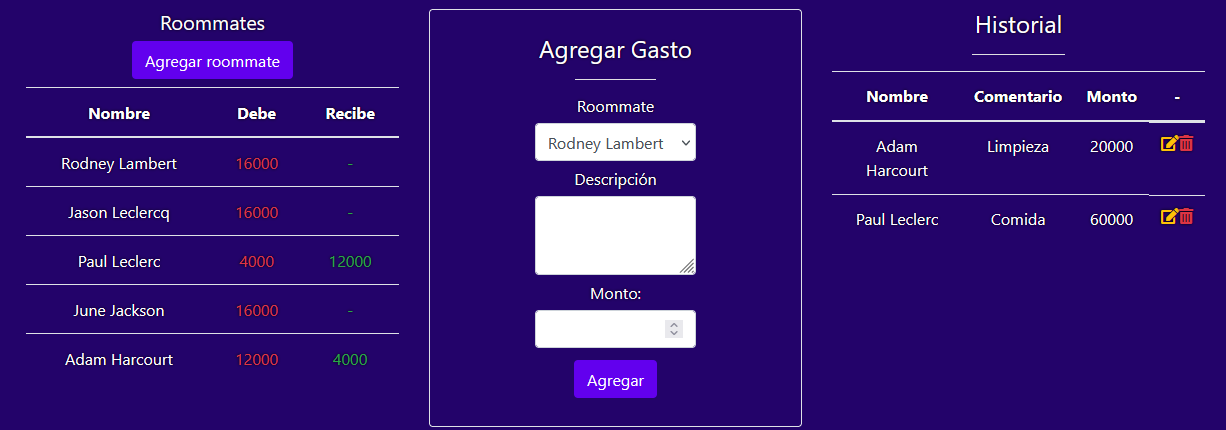 Roommates
Agregar roommate
Nombre Debe Recibe
Rodney Lambert 16000 -
Jason Leclercq 16000 -
Paul Leclerc 4000 12000
June Jackson 16000 -
Adam Harcourt 12000 4000
Agregar Gasto
Roommate
Rodney Lambert
Descripción
Monto:
Agregar
Historial
Nombre Comentario Monto -
Adam Limpieza 20000
Harcourt
Paul Leclerc Comida 60000